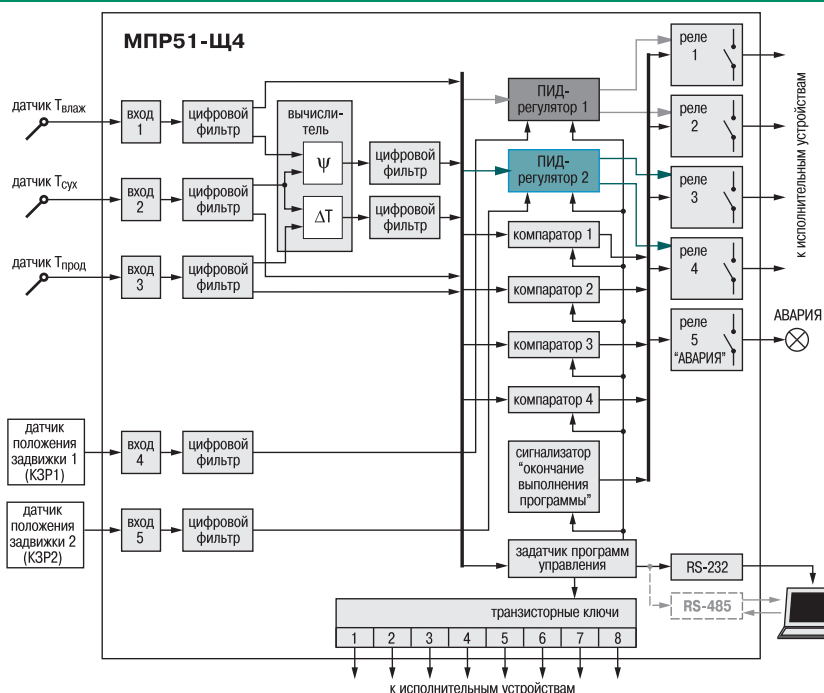 МПР51-Щ4
датчик Tвлаж
вход
1
цифровой
фильтр
датчик Tсух
вход
2
цифровой
фильтр
датчик Tпрод
вход
3
цифровой
фильтр
вычисли-
тель
ψ
ΔT
цифровой
фильтр
цифровой
фильтр
ПИД-
регулятор 1
ПИД-
регулятор 2
компаратор 1
компаратор 2
компаратор 3
компаратор 4
сигнализатор
"окончание
выполнения
программы"
задатчик программ
управления
реле
1
реле
2
реле
3
реле
4
реле
5
"АВАРИЯ"
к исполнительным устройствам
АВАРИЯ
датчик
положения
задвижки 1
(КЗР1)
вход
4
цифровой
фильтр
датчик
положения
задвижки 2
(КЗР2)
вход
5
цифровой
фильтр
RS-232
RS-485
транзисторные ключи
1 2 3 4 5 6 7 8
к исполнительным устройствам